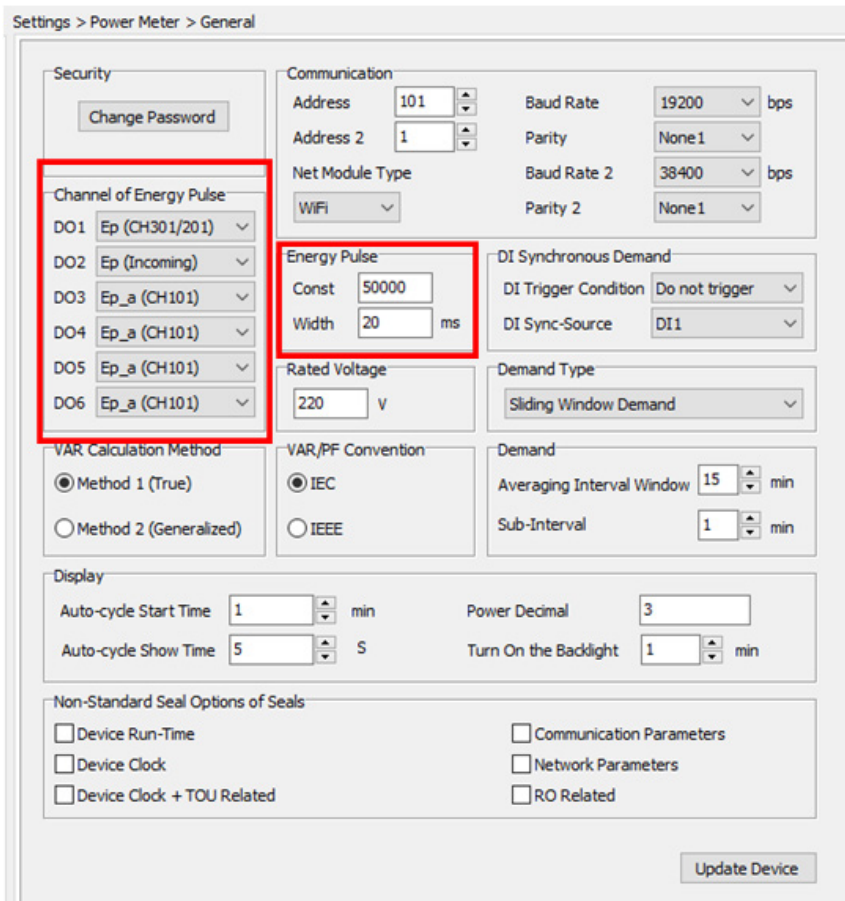 Settings > Power Meter > General
Security
Change Password
Communication
Address 101 Baud Rate 19200 bps
Address 2 1 Parity None1
Net Module Type Baud Rate 2 38400 bps
WiFi Parity 2 None1
Channel of Energy Pulse
DO1 Ep (CH301/201)
DO2 Ep (Incoming)
DO3 Ep_a (CH101)
DO4 Ep_a (CH101)
DO5 Ep_a (CH101)
DO6 Ep_a (CH101)
Energy Pulse
Const 50000
Width 20 ms
DI Synchronous Demand
DI Trigger Condition Do not trigger
DI Sync-Source DI1
Rated Voltage
220 V
Demand Type
Sliding Window Demand
VAR Calculation Method
Method 1 (True)
Method 2 (Generalized)
VAR/PF Convention
IEC
IEEE
Demand
Averaging Interval Window 15 min
Sub-Interval 1 min
Display
Auto-cycle Start Time 1 min Power Decimal 3
Auto-cycle Show Time 5 S Turn On the Backlight 1 min
Non-Standard Seal Options of Seals
Device Run-Time Communication Parameters
Device Clock Network Parameters
Device Clock + TOU Related RO Related
Update Device